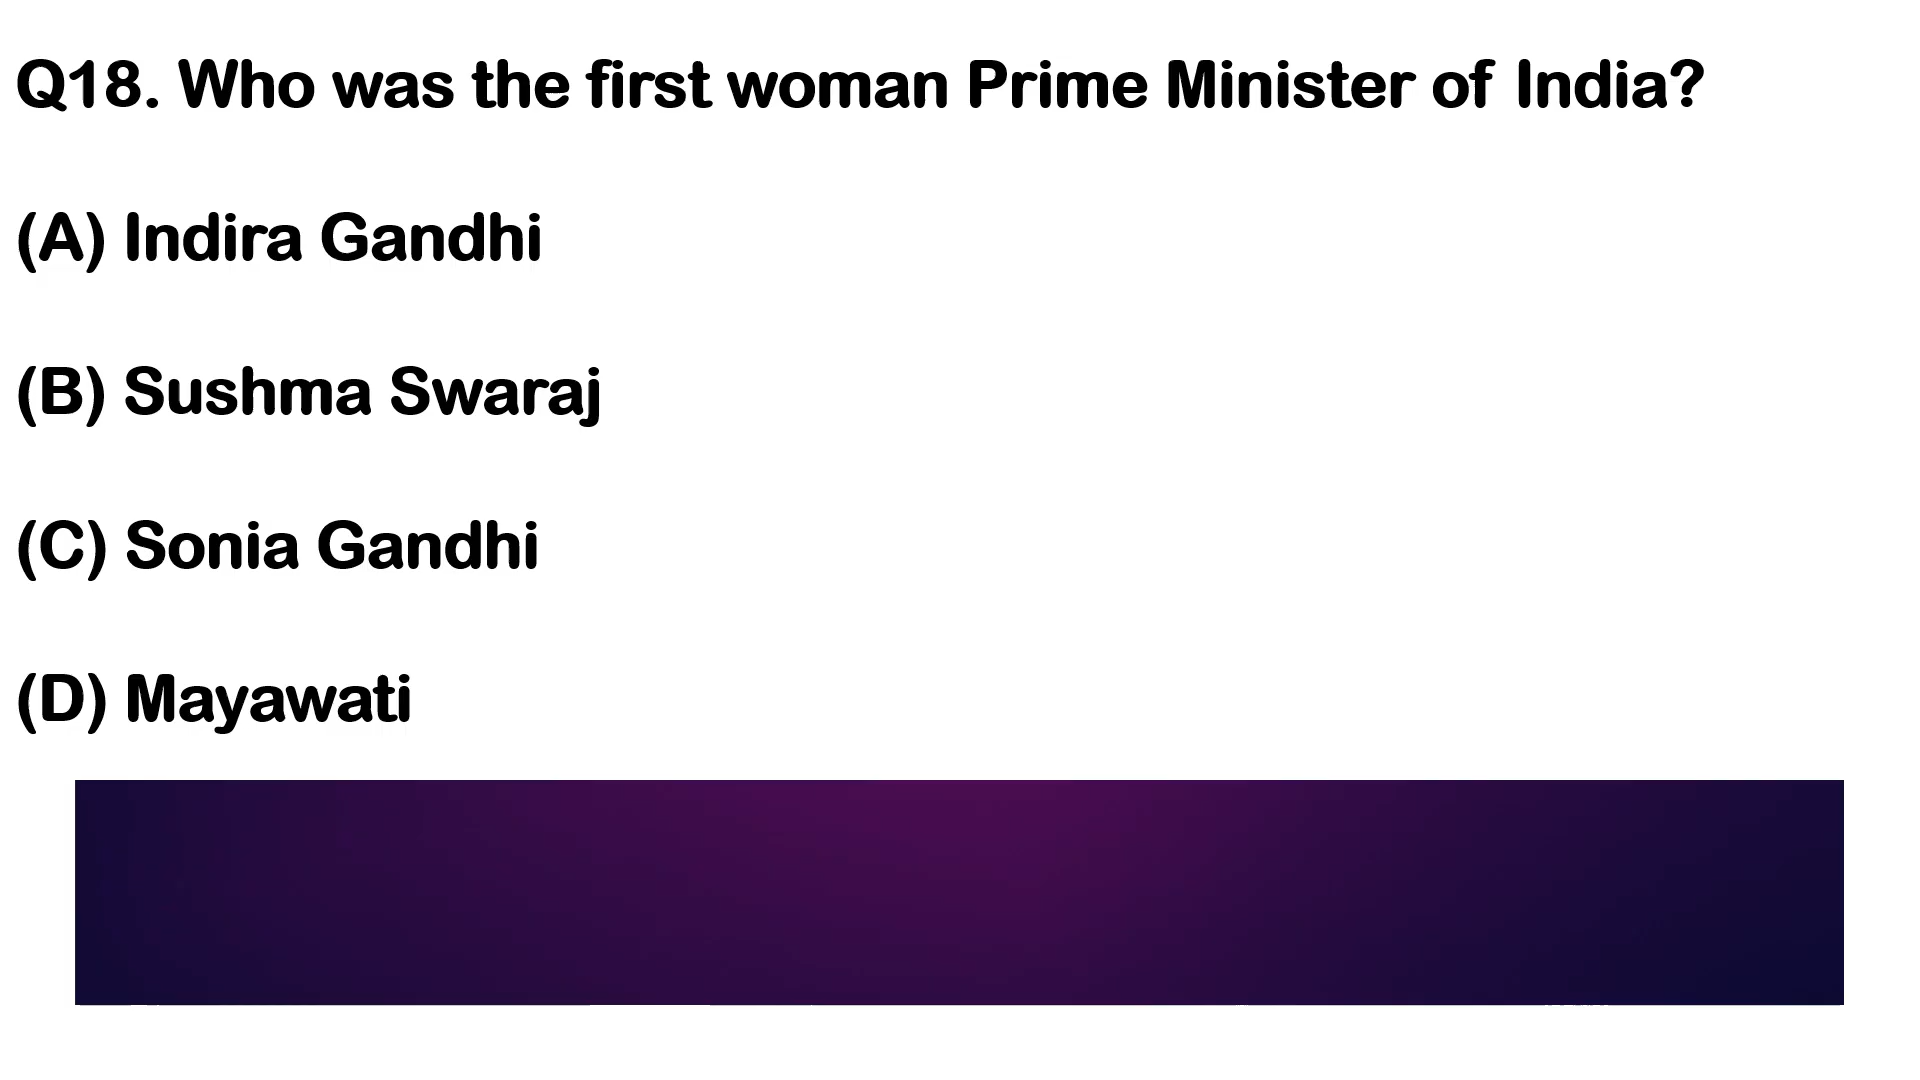 Q18. Who was the first woman Prime Minister of India?
(A) Indira Gandhi
(B) Sushma Swaraj
(C) Sonia Gandhi
(D) Mayawati